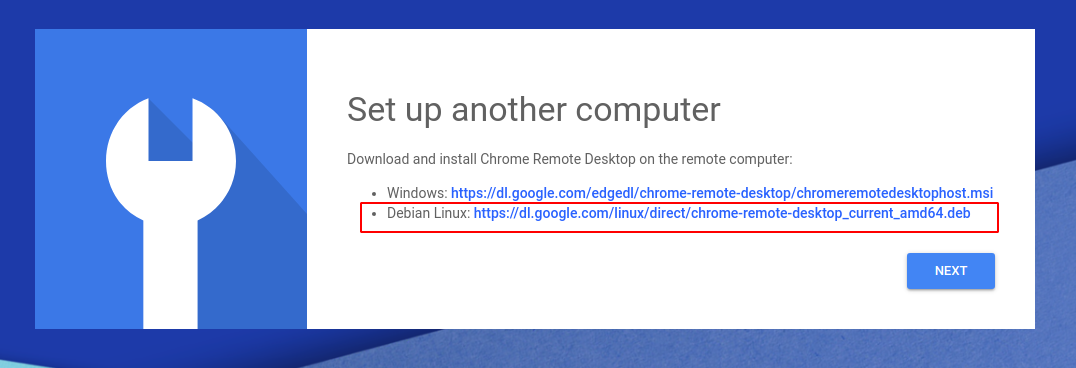 Set up another computer
Download and install Chrome Remote Desktop on the remote computer:
• Windows: https://dl.google.com/edgedl/chrome-remote-desktop/chromeremotedesktophost.msi
• Debian Linux: https://dl.google.com/linux/direct/chrome-remote-desktop_current_amd64.deb
NEXT